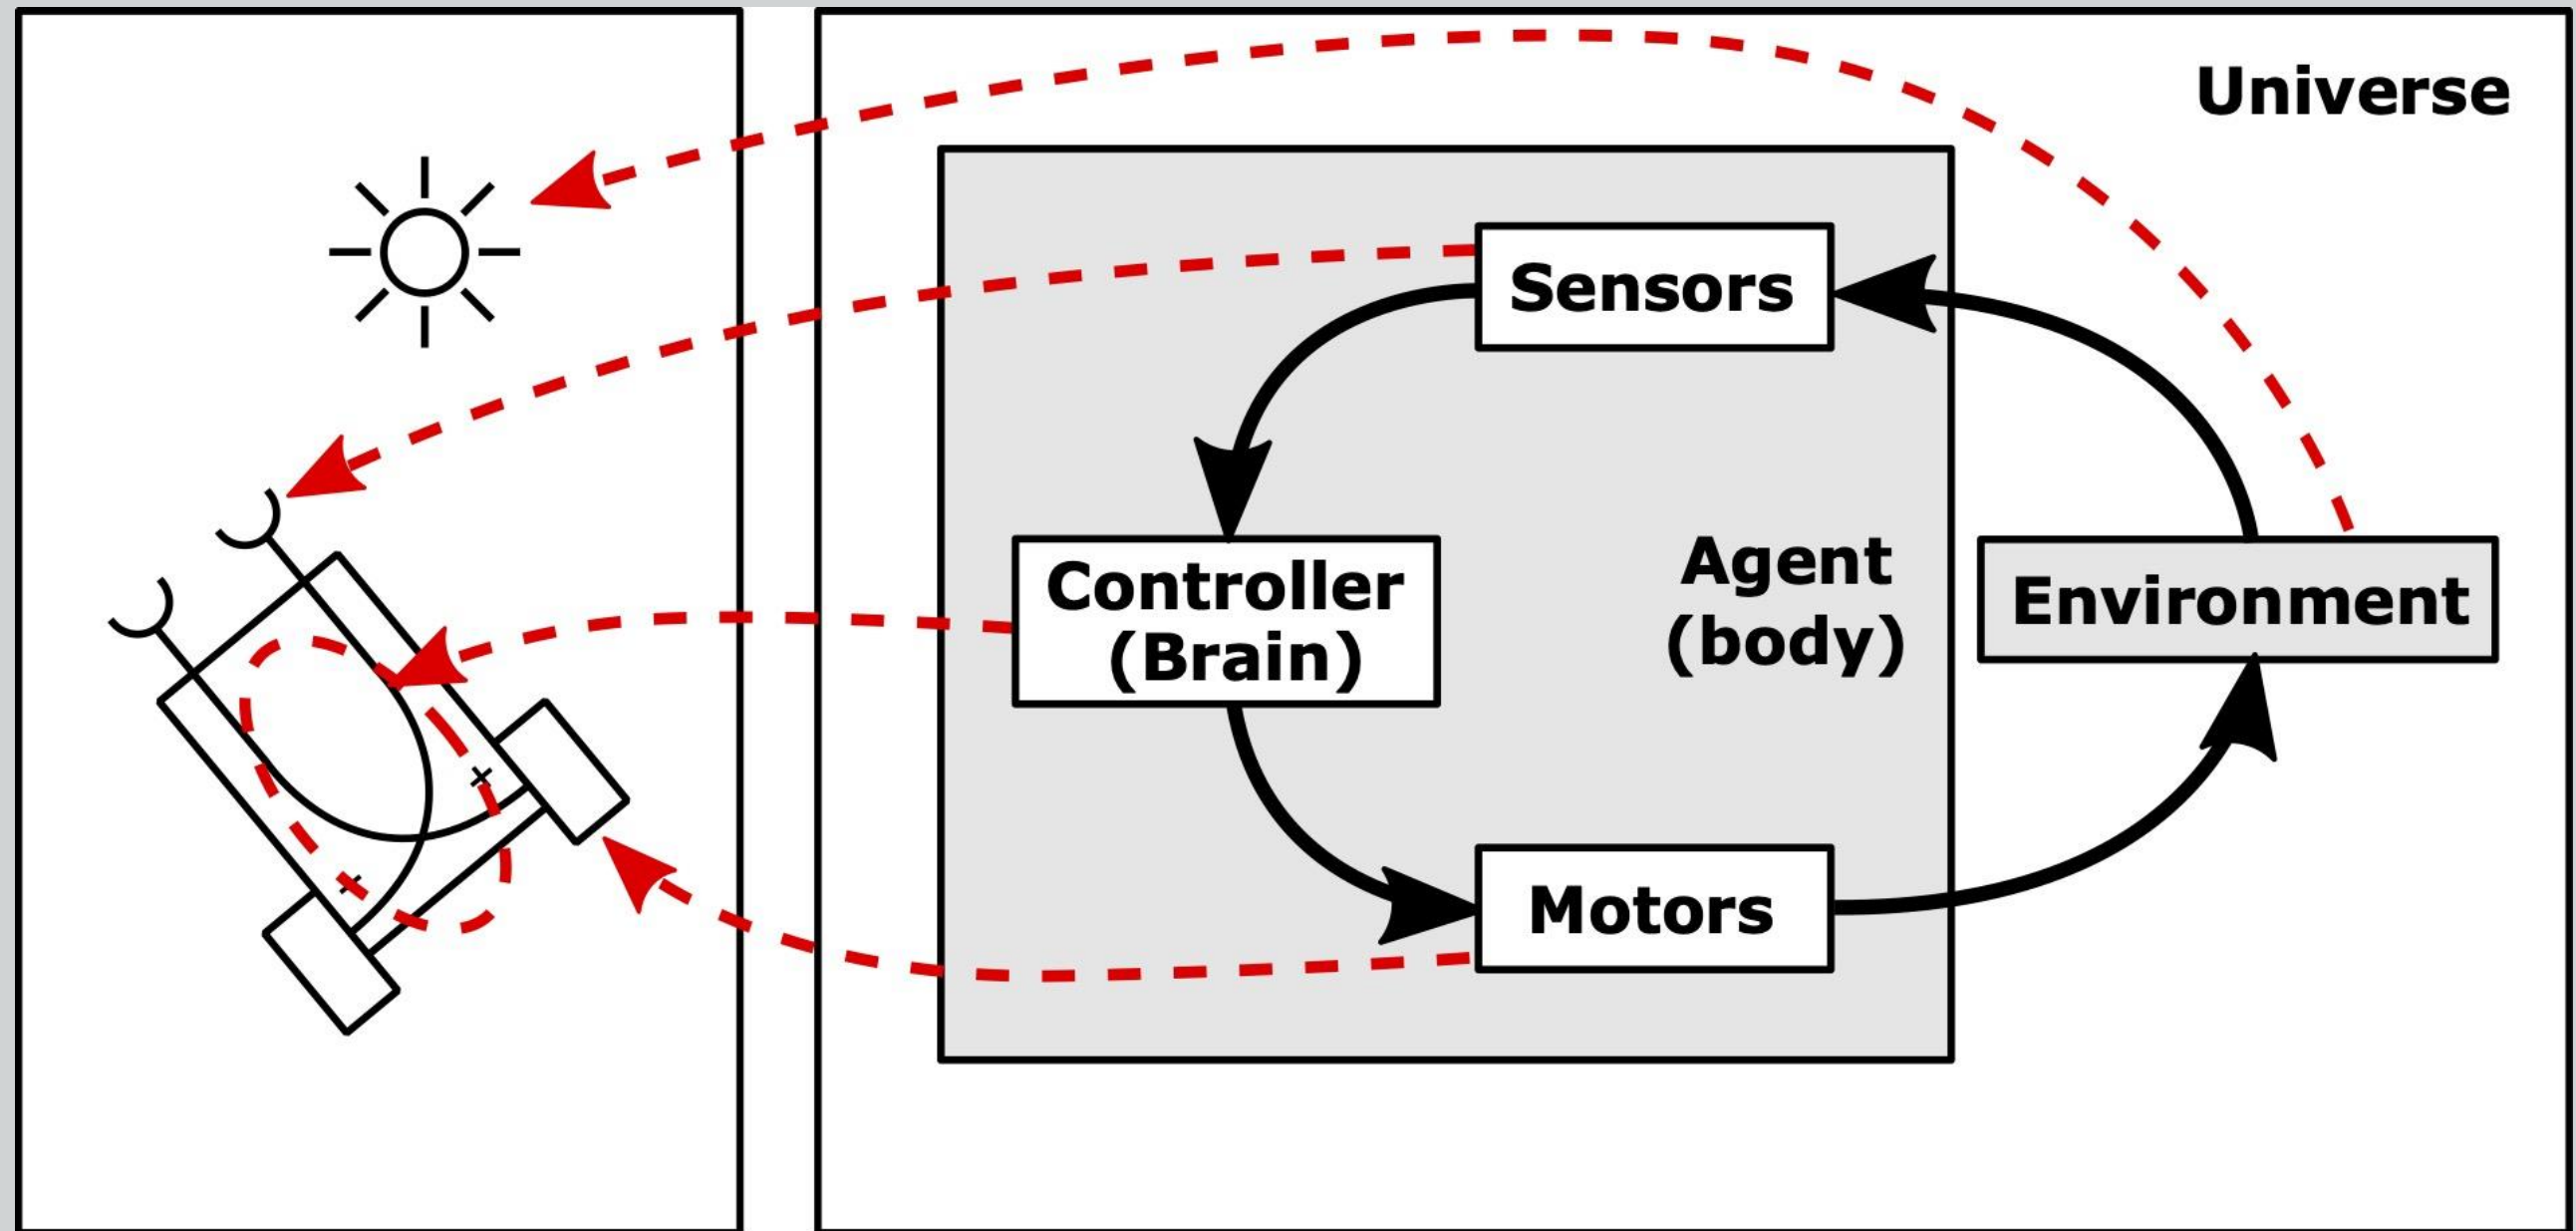 Universe
Sensors
Controller
(Brain)
Agent
(body)
Environment
Motors